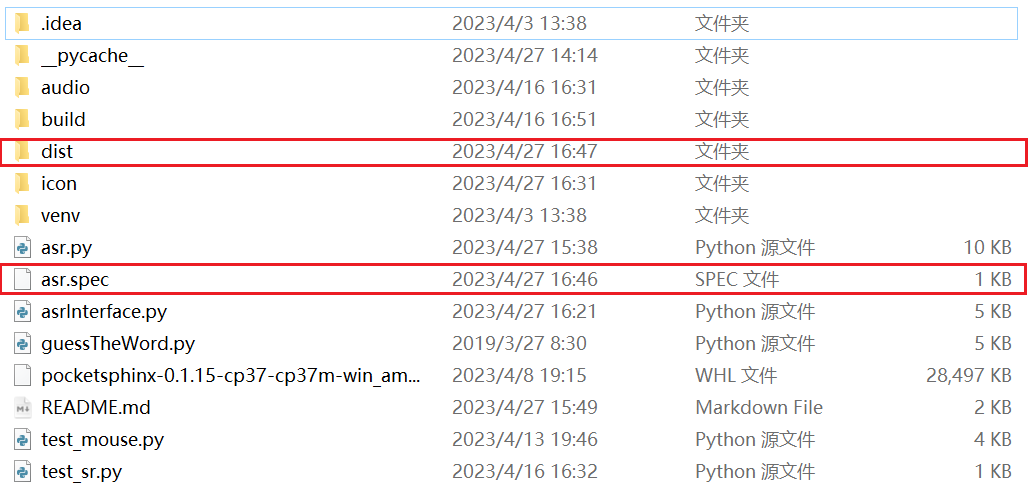 .idea 2023/4/3 13:38 文件夹
__pycache__ 2023/4/27 14:14 文件夹
audio 2023/4/16 16:31 文件夹
build 2023/4/16 16:51 文件夹
dist 2023/4/27 16:47 文件夹
icon 2023/4/27 16:31 文件夹
venv 2023/4/3 13:38 文件夹
asr.py 2023/4/27 15:38 Python 源文件 10 KB
asr.spec 2023/4/27 16:46 SPEC 文件 1 KB
asrInterface.py 2023/4/27 16:21 Python 源文件 5 KB
guessTheWord.py 2019/3/27 8:30 Python 源文件 5 KB
pocketsphinx-0.1.15-cp37-cp37m-win_am... 2023/4/8 19:15 WHL 文件 28,497 KB
README.md 2023/4/27 15:49 Markdown File 2 KB
test_mouse.py 2023/4/13 19:46 Python 源文件 4 KB
test_sr.py 2023/4/16 16:32 Python 源文件 1 KB